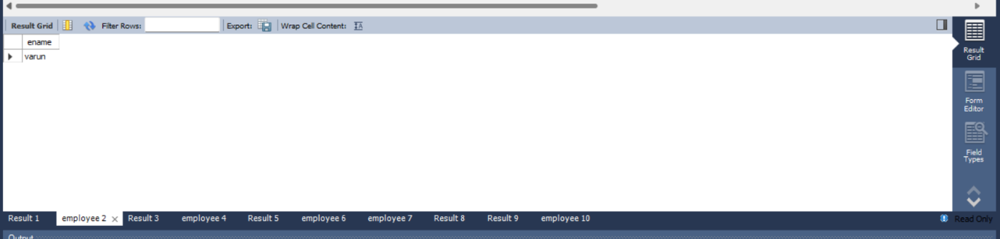 Result Grid Filter Rows: Export: Wrap Cell Content: IA
ename
varun
Result
Grid
Form
Editor
Field
Types
Result 1 employee 2 × Result 3 employee 4 Result 5 employee 6 employee 7 Result 8 Result 9 employee 10 Read Only
Output